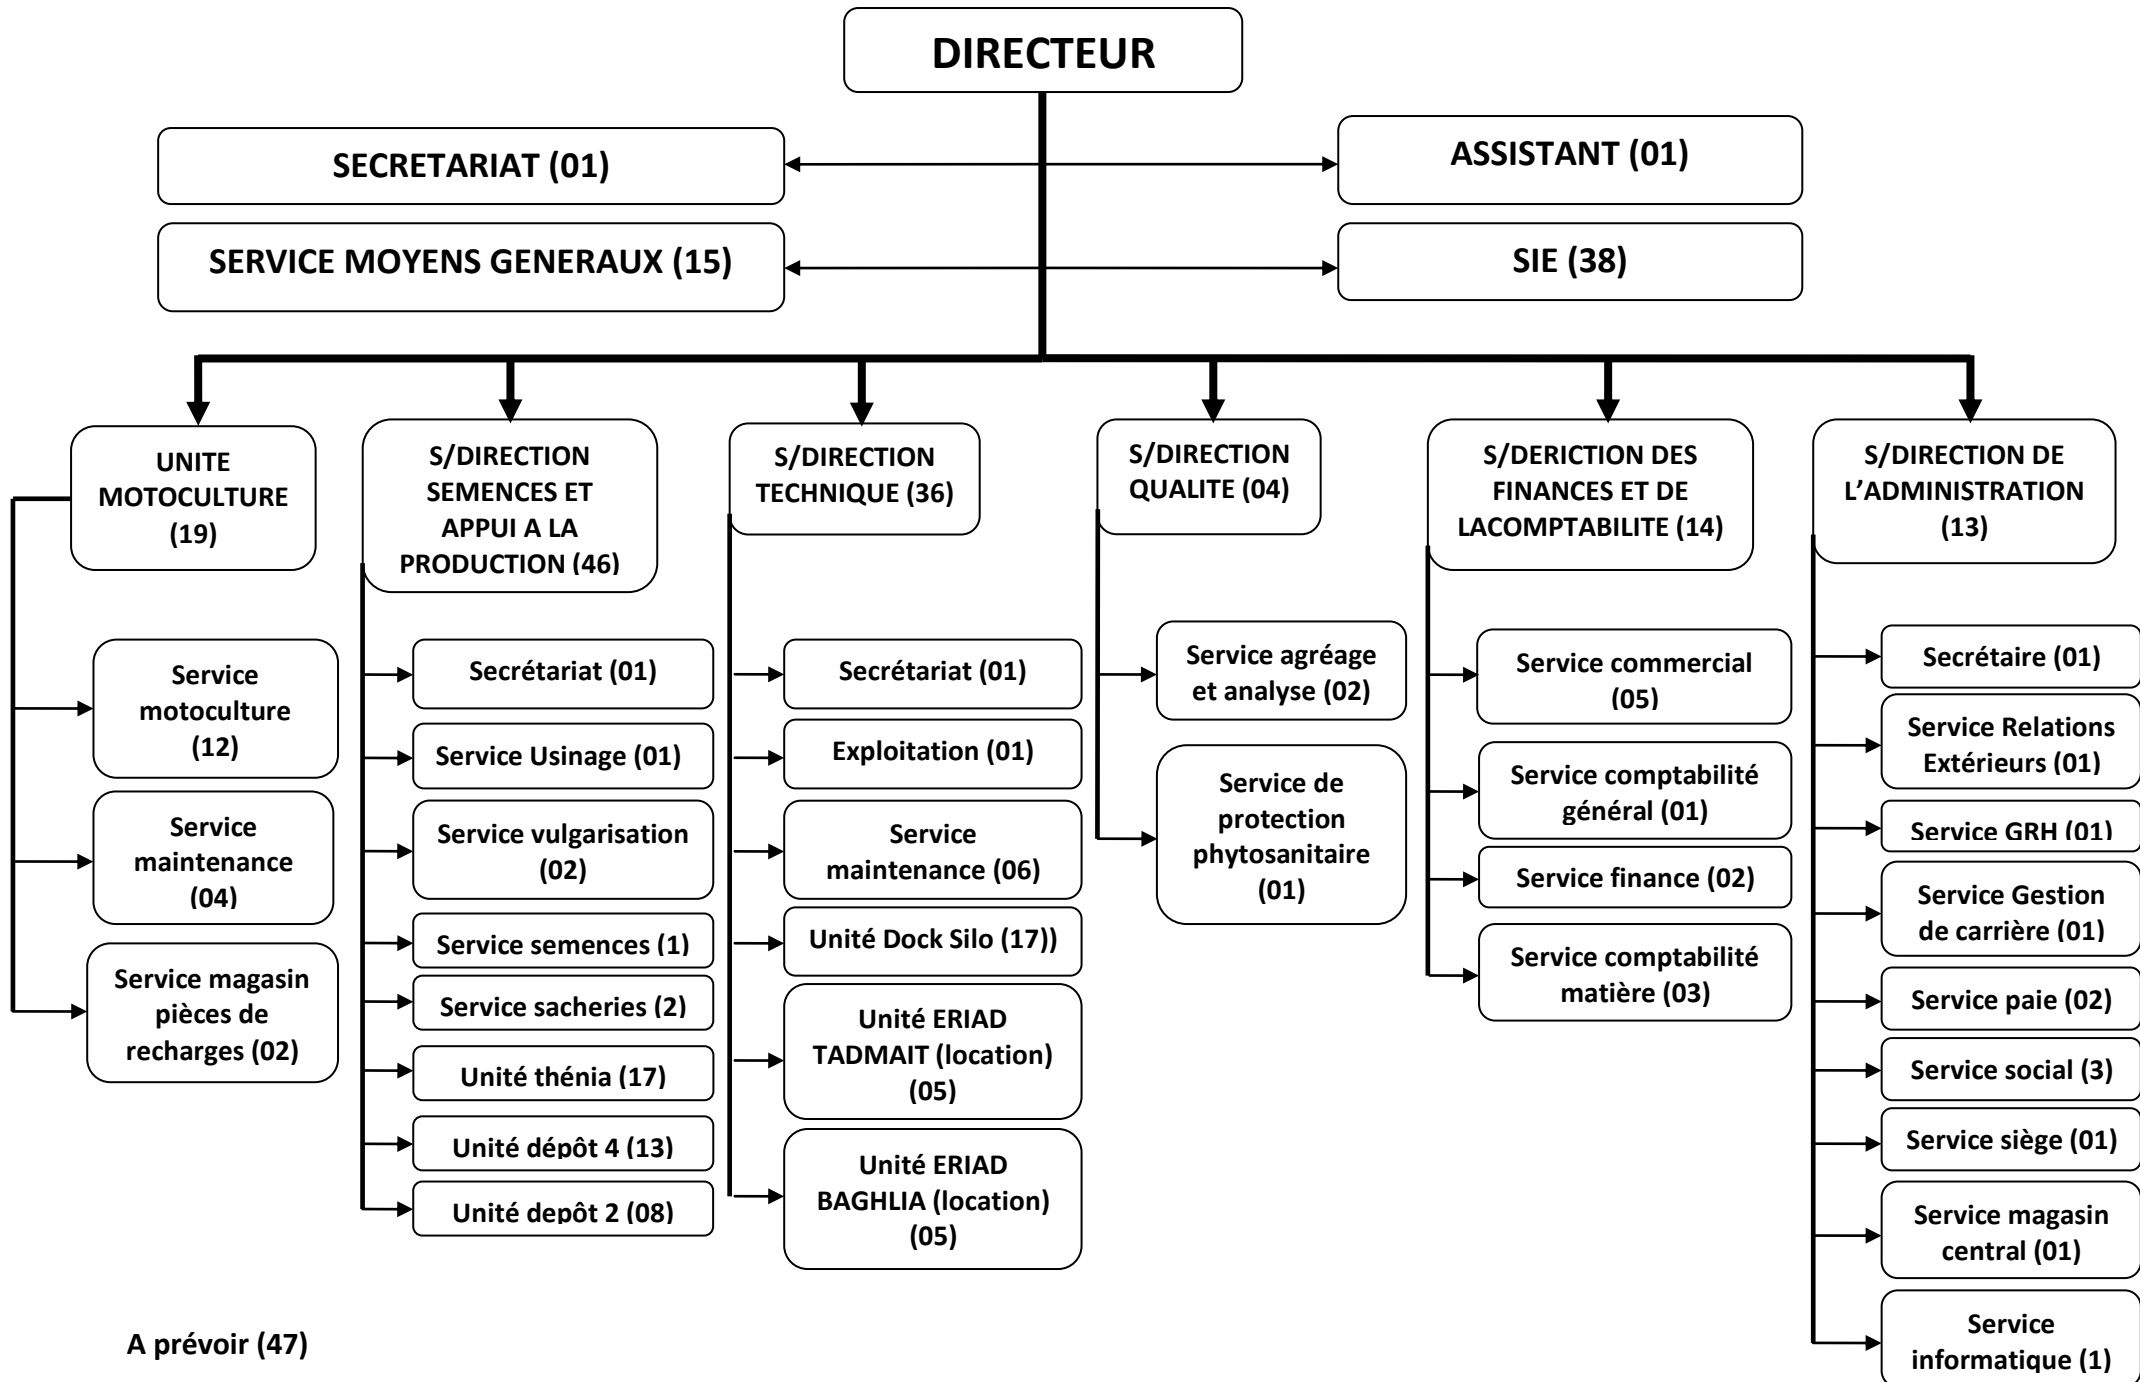 DIRECTEUR
SECRETARIAT (01)
ASSISTANT (01)
SERVICE MOYENS GENERAUX (15)
SIE (38)
UNITE
MOTOCULTURE
(19)
Service
motoculture
(12)
Service
maintenance
(04)
Service magasin
pièces de
recharges (02)
S/DIRECTION
SEMENCES ET
APPUI A LA
PRODUCTION (46)
Secrétariat (01)
Service Usinage (01)
Service vulgarisation
(02)
Service semences (1)
Service sacheries (2)
Unité thénia (17)
Unité dépôt 4 (13)
Unité depôt 2 (08)
S/DIRECTION
TECHNIQUE (36)
Secrétariat (01)
Exploitation (01)
Service
maintenance (06)
Unité Dock Silo (17))
Unité ERIAD
TADMAIT (location)
(05)
Unité ERIAD
BAGHLIA (location)
(05)
S/DIRECTION
QUALITE (04)
Service agréage
et analyse (02)
Service de
protection
phytosanitaire
(01)
S/DERICTION DES
FINANCES ET DE
LACOMPTABILITE (14)
Service commercial
(05)
Service comptabilité
général (01)
Service finance (02)
Service comptabilité
matière (03)
S/DIRECTION DE
L’ADMINISTRATION
(13)
Secrétaire (01)
Service Relations
Extérieurs (01)
Service GRH (01)
Service Gestion
de carrière (01)
Service paie (02)
Service social (3)
Service siège (01)
Service magasin
central (01)
Service
informatique (1)
A prévoir (47)